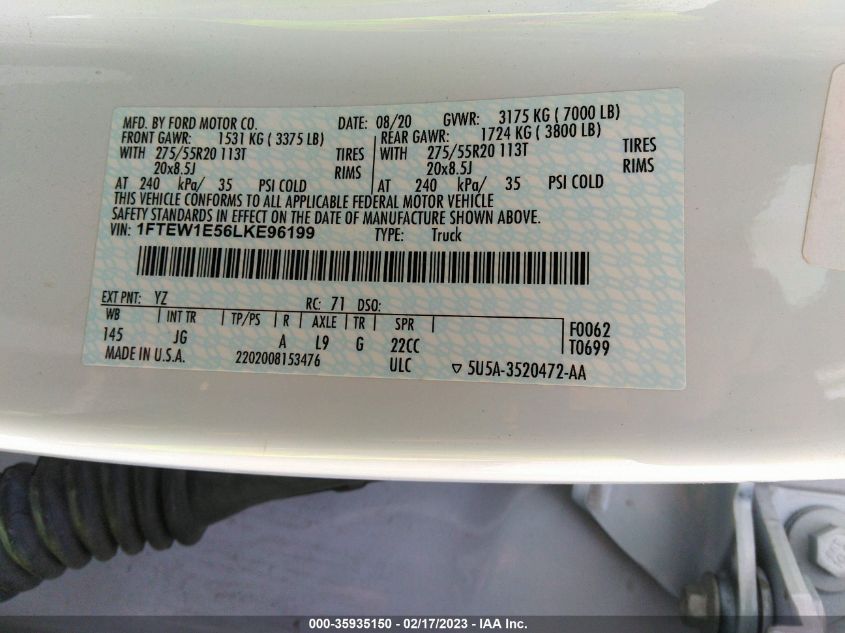 MFD. BY FORD MOTOR CO. DATE: 08/20 GVWR: 3175 KG ( 7000 LB)
FRONT GAWR: 1531 KG ( 3375 LB) REAR GAWR: 1724 KG ( 3800 LB)
WITH 275/55R20 113T TIRES WITH 275/55R20 113T TIRES
20x8.5J RIMS 20x8.5J RIMS
AT 240 kPa/ 35 PSI COLD AT 240 kPa/ 35 PSI COLD
THIS VEHICLE CONFORMS TO ALL APPLICABLE FEDERAL MOTOR VEHICLE
SAFETY STANDARDS IN EFFECT ON THE DATE OF MANUFACTURE SHOWN ABOVE.
VIN: 1FTEW1E56LKE96199 TYPE: Truck
EXT PNT: YZ RC: 71 DSO:
WB INT TR TP/PS R AXLE TR SPR F0062
145 JG A L9 G 22CC T0699
MADE IN U.S.A. 2202008153476 ULC ▽ 5U5A-3520472-AA
000-35935150 - 02/17/2023 - IAA Inc.